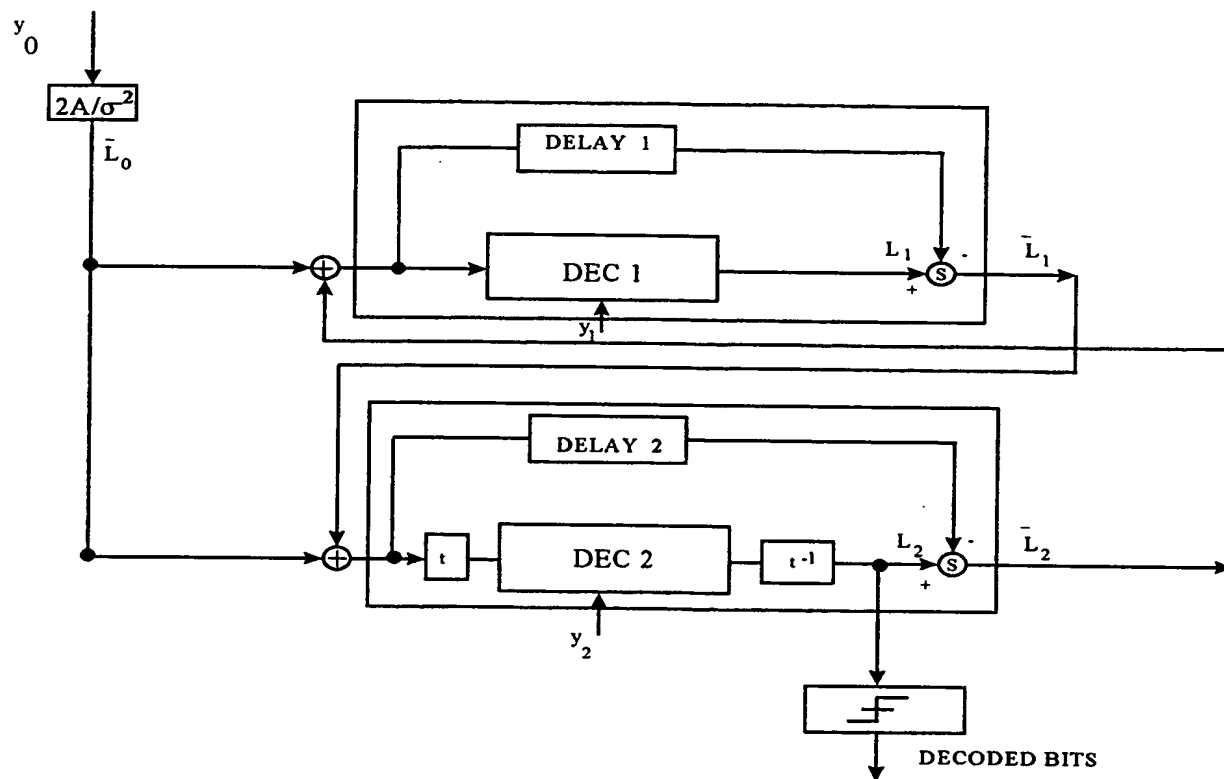 y₀
2A/σ²
L̄₀
DELAY 1
DEC 1
L₁
-
+
S
L̄₁
y₁
DELAY 2
t
DEC 2
t⁻¹
L₂
-
+
S
L̄₂
y₂
DECODED BITS